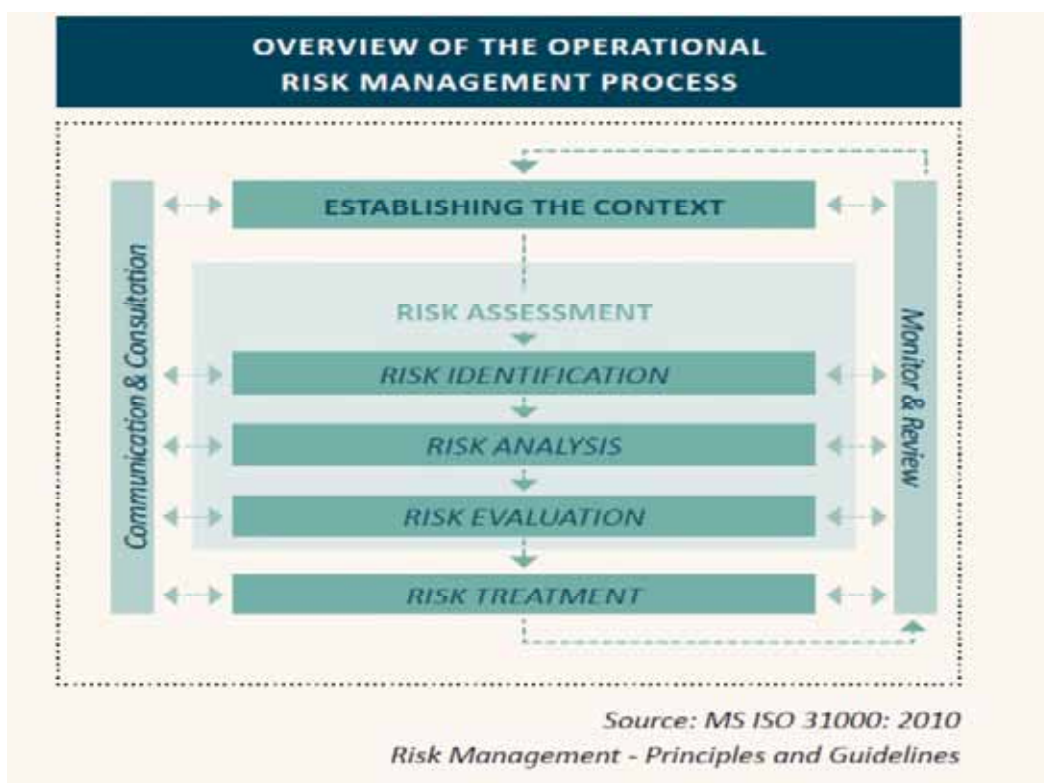 OVERVIEW OF THE OPERATIONAL
RISK MANAGEMENT PROCESS
ESTABLISHING THE CONTEXT
Communication & Consultation
Monitor & Review
RISK ASSESSMENT
RISK IDENTIFICATION
RISK ANALYSIS
RISK EVALUATION
RISK TREATMENT
Source: MS ISO 31000: 2010
Risk Management - Principles and Guidelines